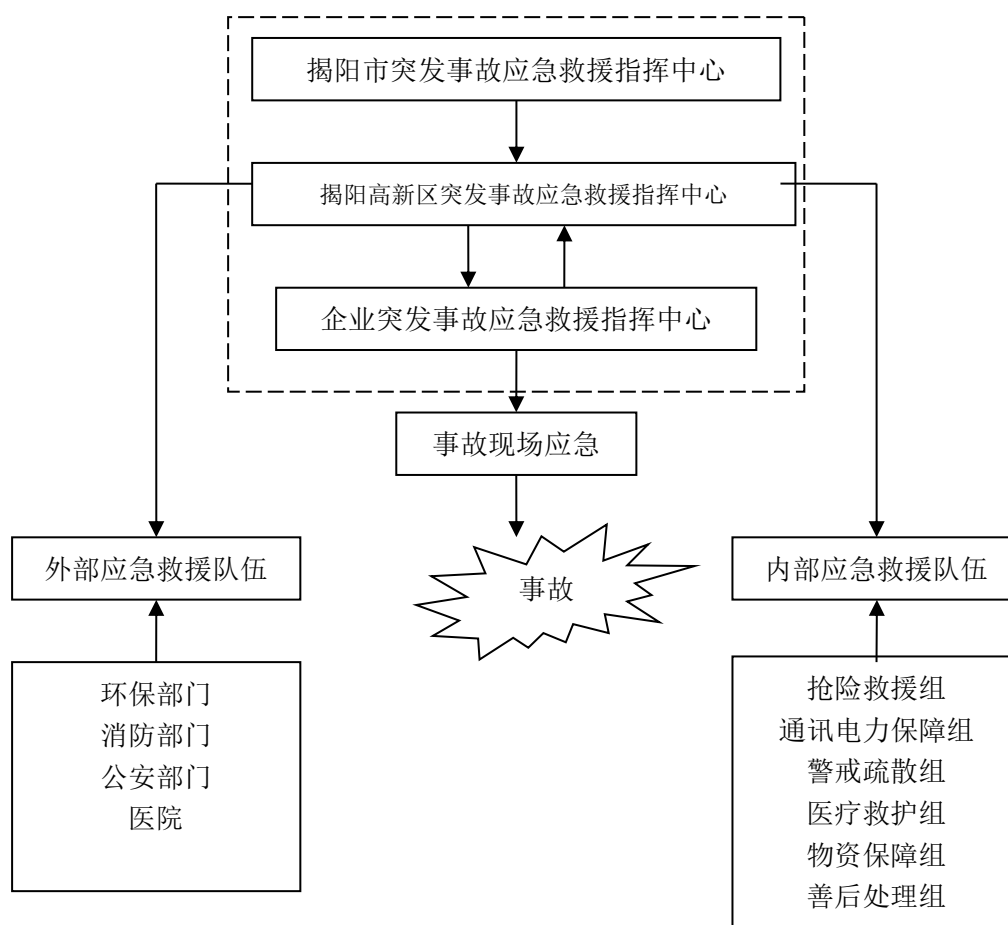 揭阳市突发事故应急救援指挥中心
揭阳高新区突发事故应急救援指挥中心
企业突发事故应急救援指挥中心
事故现场应急
外部应急救援队伍
事故
内部应急救援队伍
环保部门
消防部门
公安部门
医院
抢险救援组
通讯电力保障组
警戒疏散组
医疗救护组
物资保障组
善后处理组